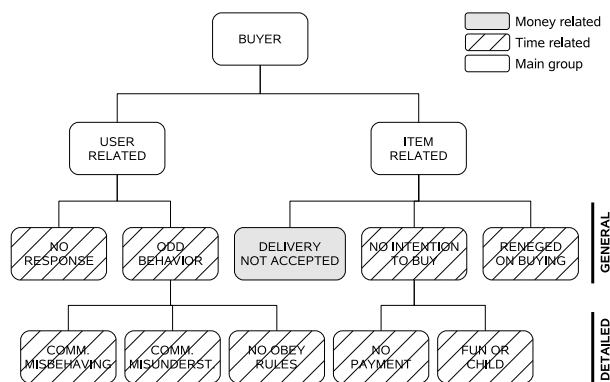 BUYER
Money related
Time related
Main group
USER
RELATED
ITEM
RELATED
NO
RESPONSE
ODD
BEHAVIOR
DELIVERY
NOT ACCEPTED
NO INTENTION
TO BUY
RENEGED
ON BUYING
GENERAL
COMM.
MISBEHAVING
COMM.
MISUNDERST.
NO OBEY
RULES
NO
PAYMENT
FUN OR
CHILD
DETAILED